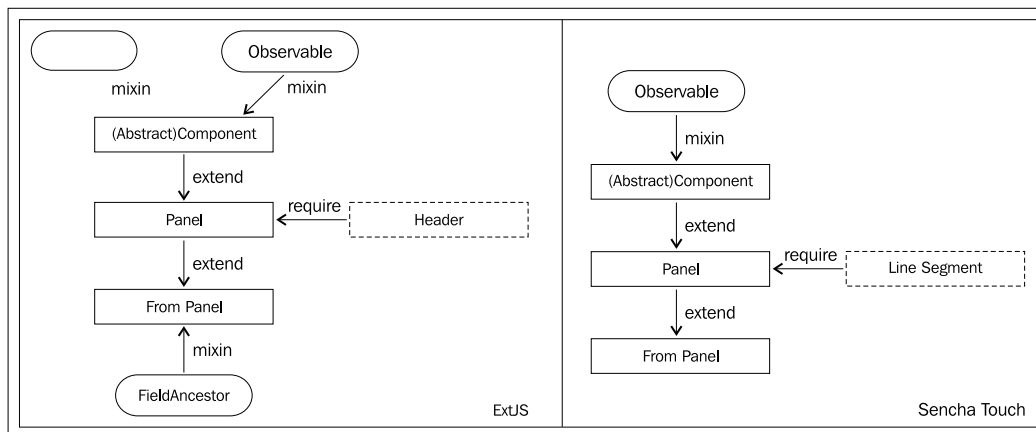 Observable
mixin
mixin
(Abstract)Component
extend
Panel
require
Header
extend
From Panel
mixin
FieldAncestor
ExtJS
Observable
mixin
(Abstract)Component
extend
Panel
require
Line Segment
extend
From Panel
Sencha Touch